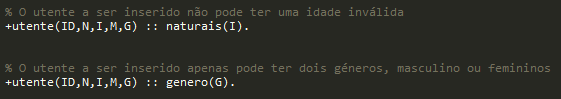 % O utente a ser inserido não pode ter uma idade inválida
+utente(ID,N,I,M,G) :: naturais(I).
% O utente a ser inserido apenas pode ter dois géneros, masculino ou femininos
+utente(ID,N,I,M,G) :: genero(G).